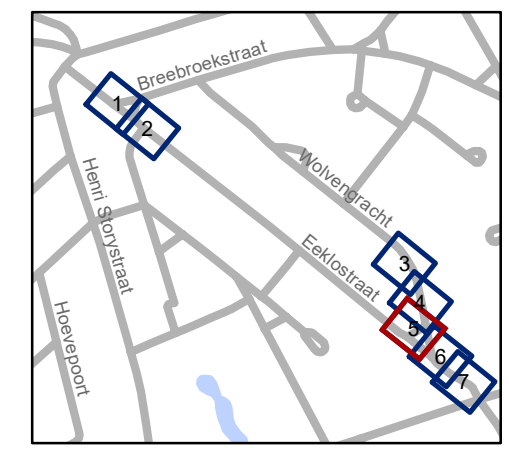 Breebroekstraat
1
2
Wolvengracht
Henri Storystraat
Eeklostraat
3
4
5
6
7
Hoevepoort